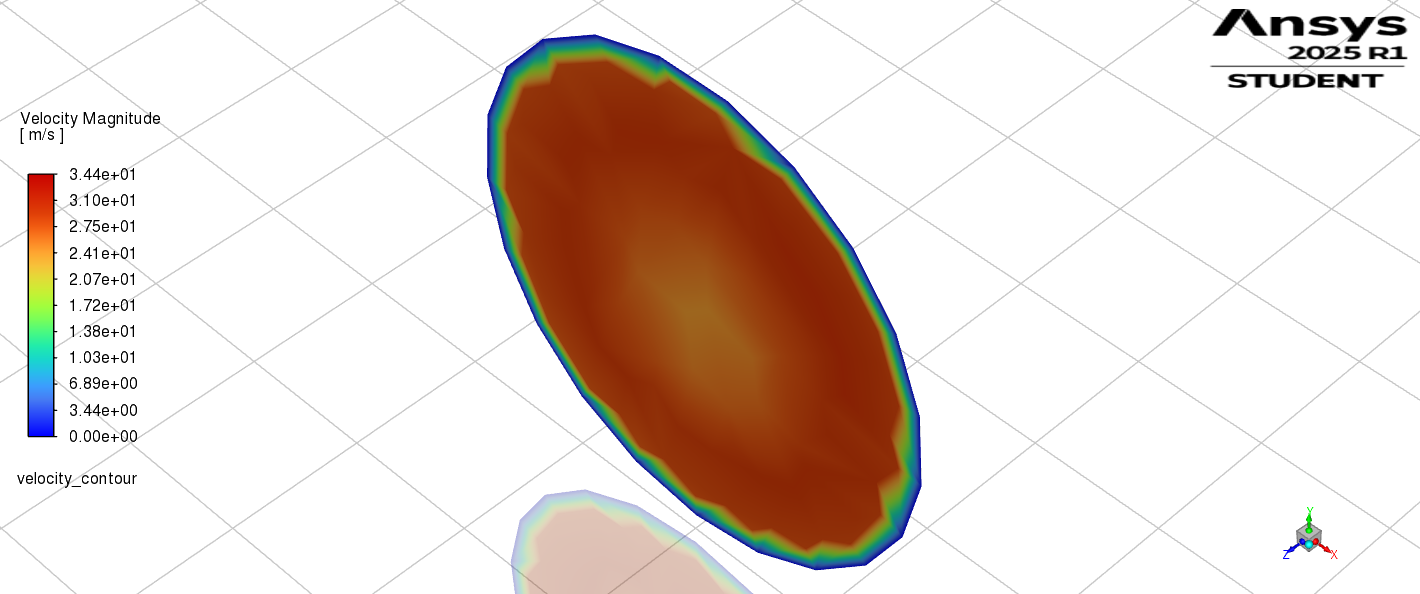 Ansys
2025 R1
STUDENT
Velocity Magnitude
[ m/s ]
3.44e+01
3.10e+01
2.75e+01
2.41e+01
2.07e+01
1.72e+01
1.38e+01
1.03e+01
6.89e+00
3.44e+00
0.00e+00
velocity_contour
Y
Z
X